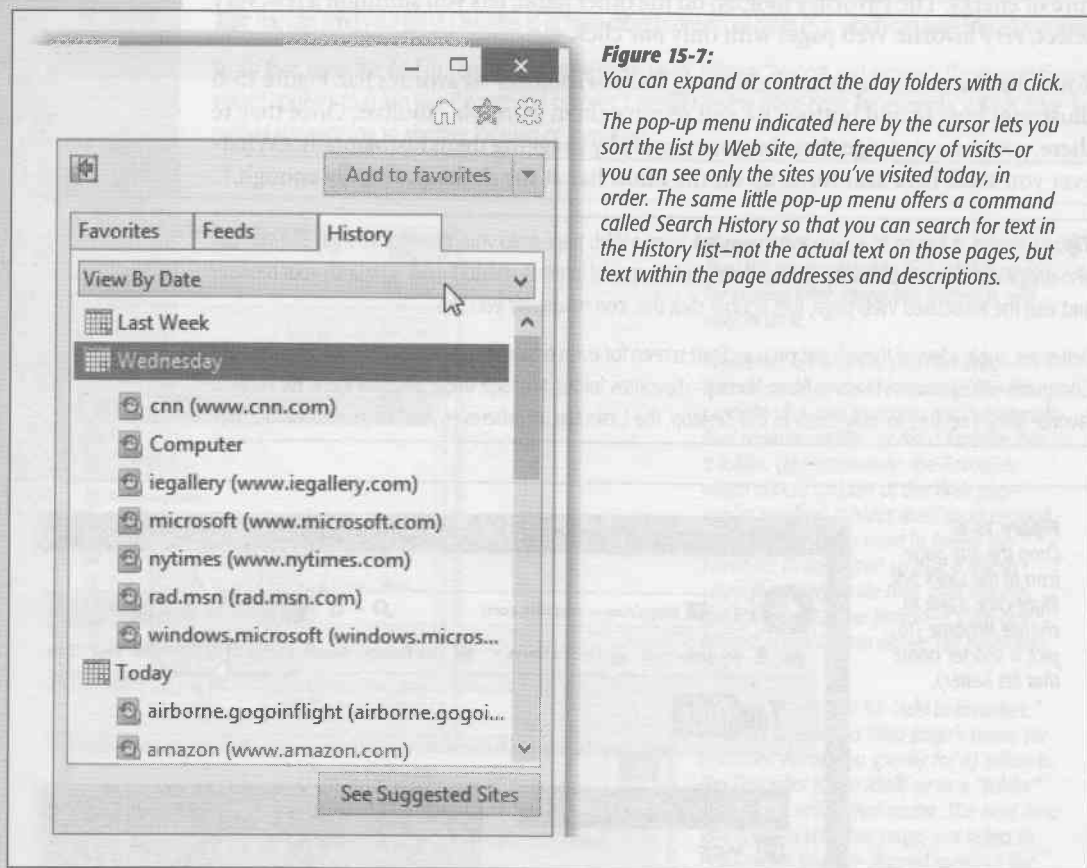 Figure 15-7:
You can expand or contract the day folders with a click.
The pop-up menu indicated here by the cursor lets you
sort the list by Web site, date, frequency of visits—or
you can see only the sites you've visited today, in
order. The same little pop-up menu offers a command
called Search History so that you can search for text in
the History list—not the actual text on those pages, but
text within the page addresses and descriptions.
Add to favorites
Favorites Feeds History
View By Date
Last Week
Wednesday
cnn (www.cnn.com)
Computer
iegallery (www.iegallery.com)
microsoft (www.microsoft.com)
nytimes (www.nytimes.com)
rad.msn (rad.msn.com)
windows.microsoft (windows.micros...
Today
airborne.gogoinflight (airborne.gogoi...
amazon (www.amazon.com)
See Suggested Sites